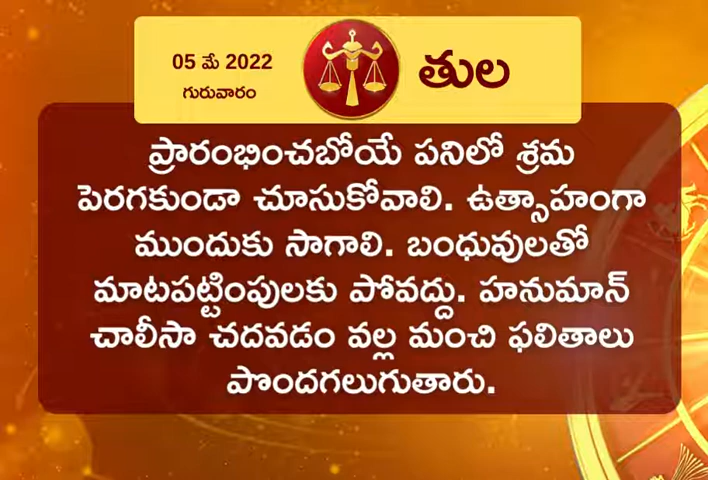 05 మే 2022
గురువారం
తుల
ప్రారంభించబోయే పనిలో శ్రమ
పెరగకుండా చూసుకోవాలి. ఉత్సాహంగా
ముందుకు సాగాలి. బంధువులతో
మాటపట్టింపులకు పోవద్దు. హనుమాన్
చాలీసా చదవడం వల్ల మంచి ఫలితాలు
పొందగలుగుతారు.